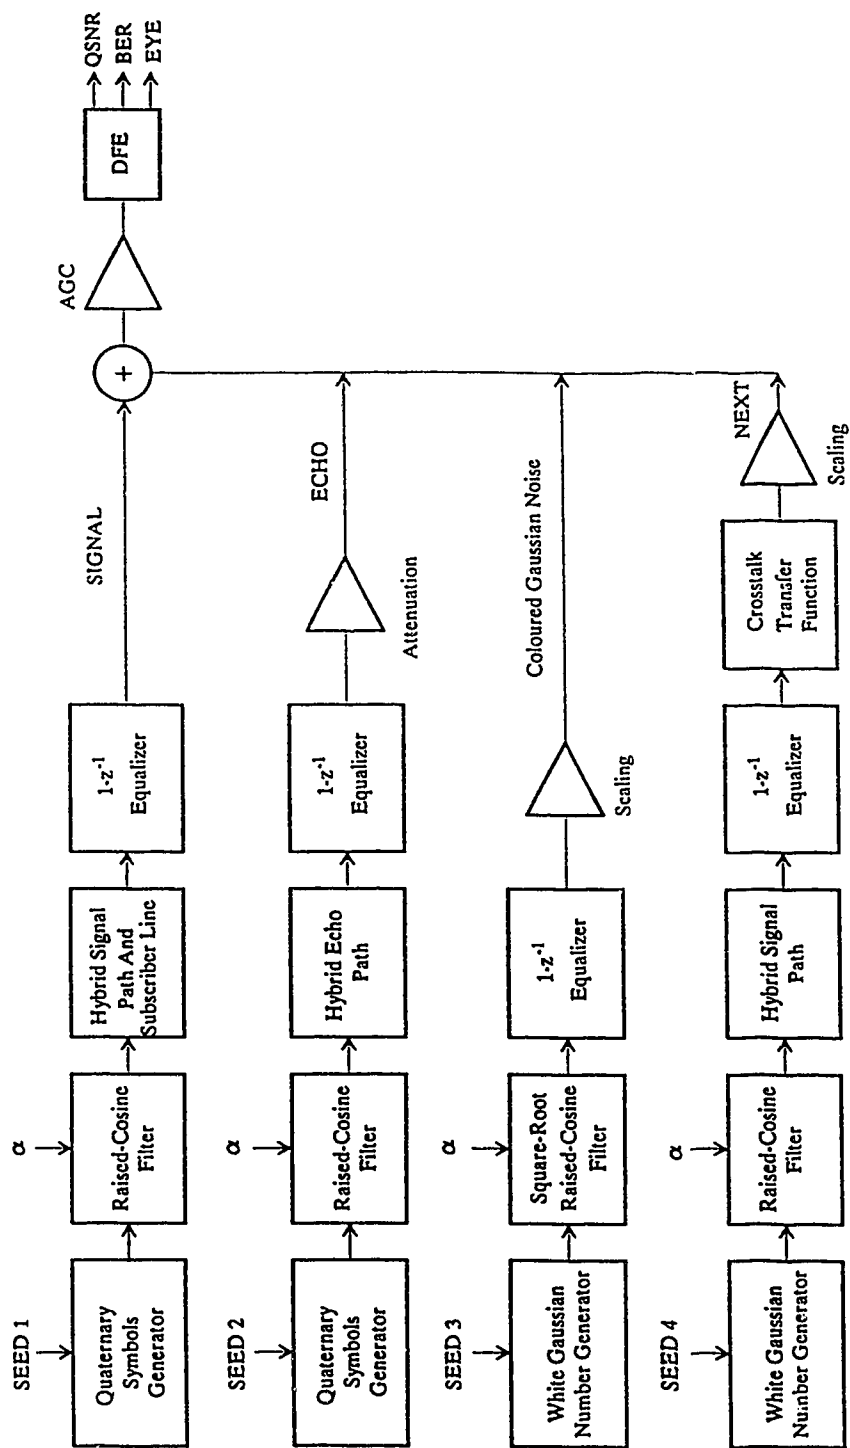 SEED 1
α
Quaternary
Symbols
Generator
Raised-Cosine
Filter
Hybrid Signal
Path And
Subscriber Line
1-z⁻¹
Equalizer
SIGNAL
+
AGC
DFE
QSNR
BER
EYE
SEED 2
α
Quaternary
Symbols
Generator
Raised-Cosine
Filter
Hybrid Echo
Path
1-z⁻¹
Equalizer
Attenuation
ECHO
SEED 3
α
White Gaussian
Number Generator
Square-Root
Raised-Cosine
Filter
1-z⁻¹
Equalizer
Scaling
Coloured Gaussian Noise
SEED 4
α
White Gaussian
Number Generator
Raised-Cosine
Filter
Hybrid Signal
Path
1-z⁻¹
Equalizer
Crosstalk
Transfer
Function
Scaling
NEXT